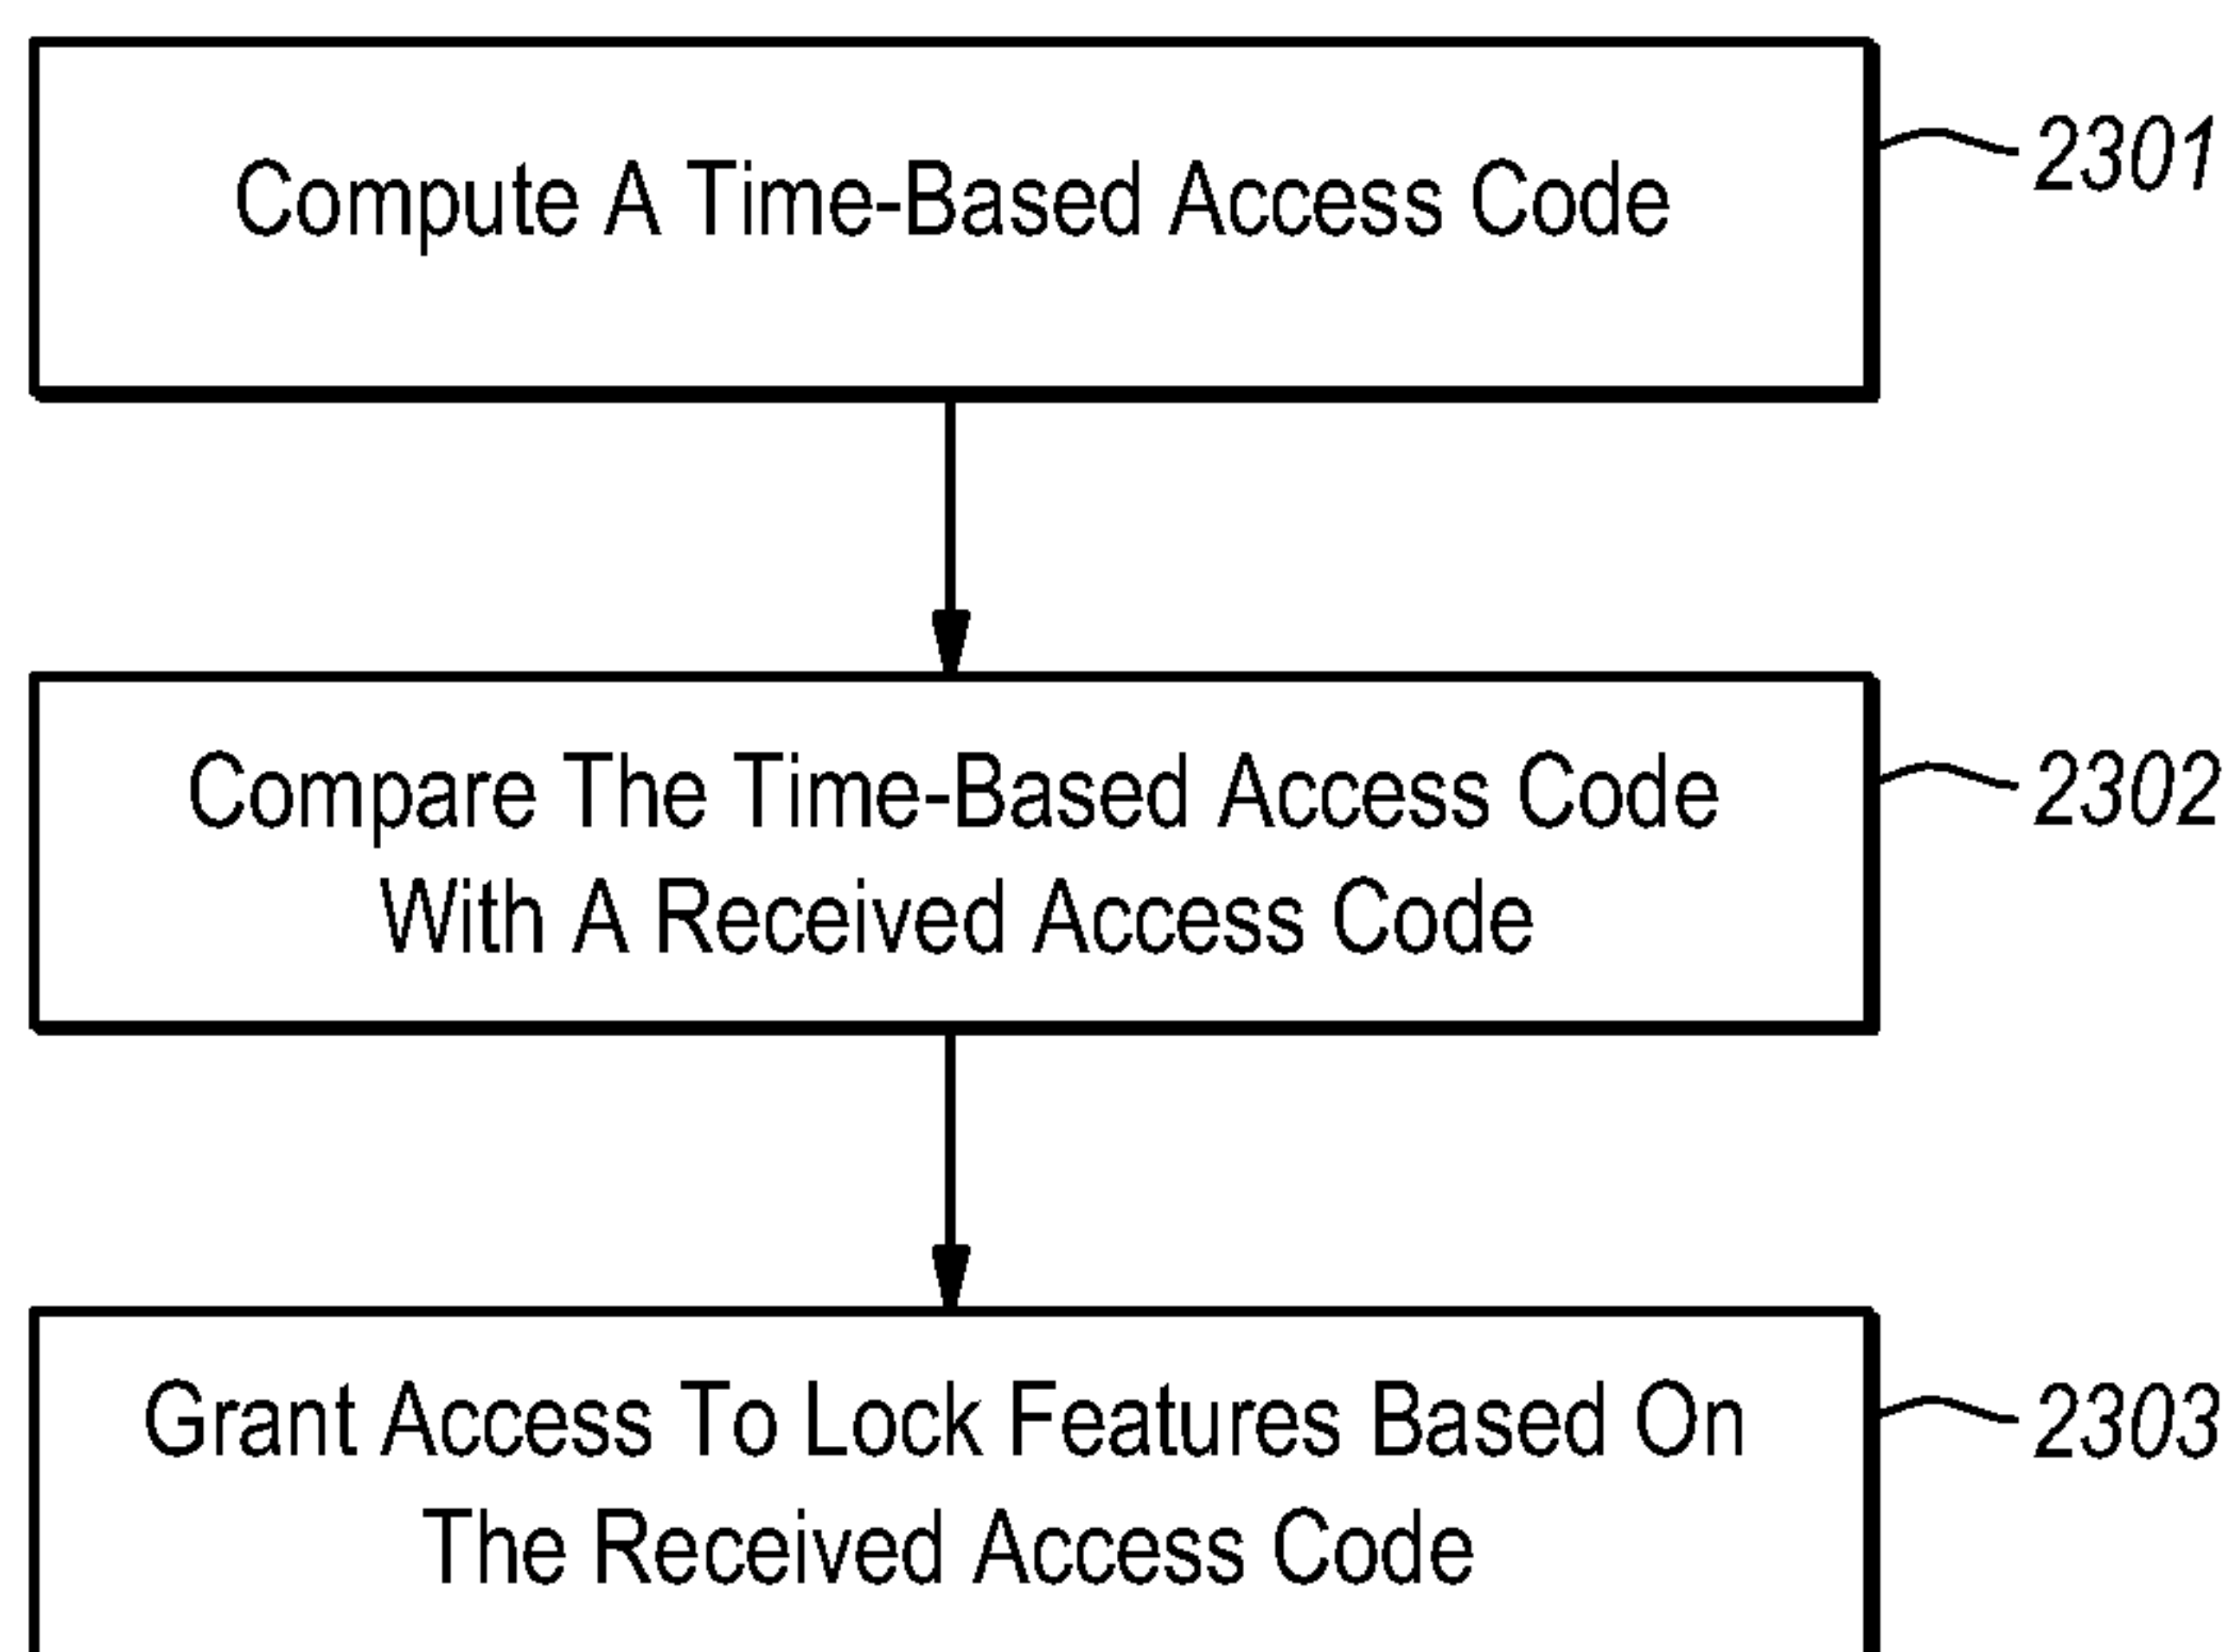 Compute A Time-Based Access Code
2301
Compare The Time-Based Access Code
With A Received Access Code
2302
Grant Access To Lock Features Based On
The Received Access Code
2303